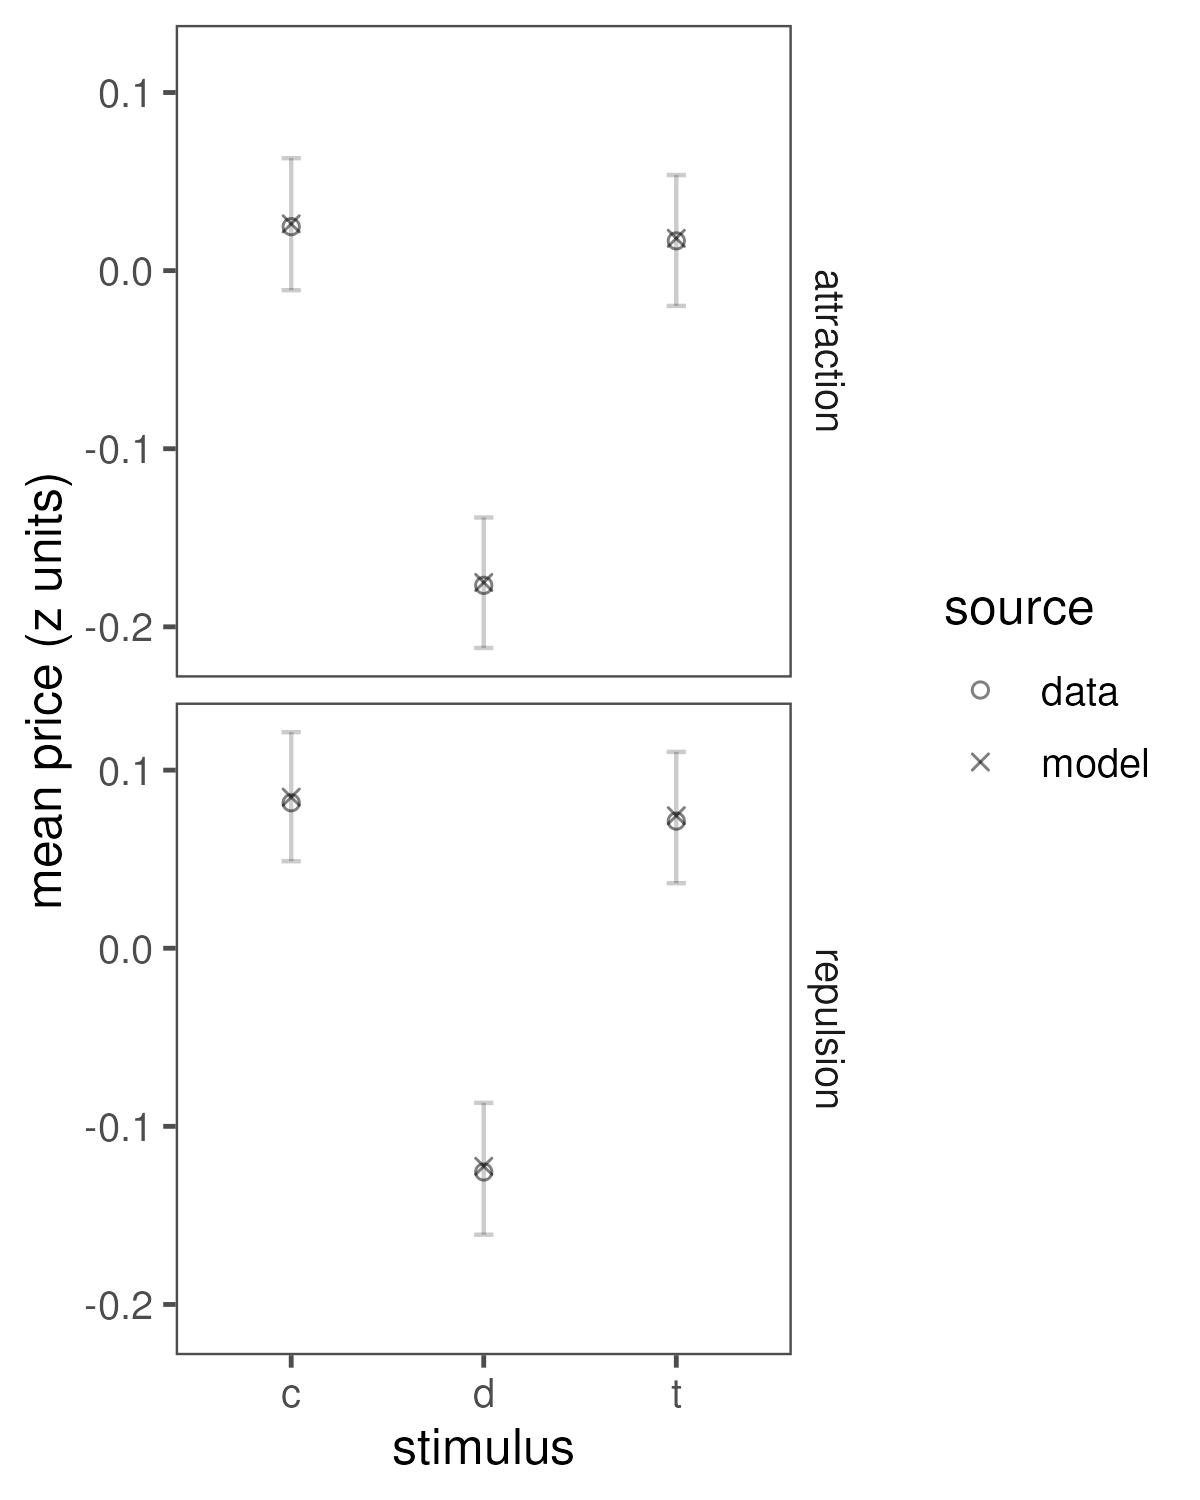 mean price (z units)
0.1
0.0
-0.1
-0.2
attraction
0.1
0.0
-0.1
-0.2
repulsion
c d t
stimulus
source
data
model